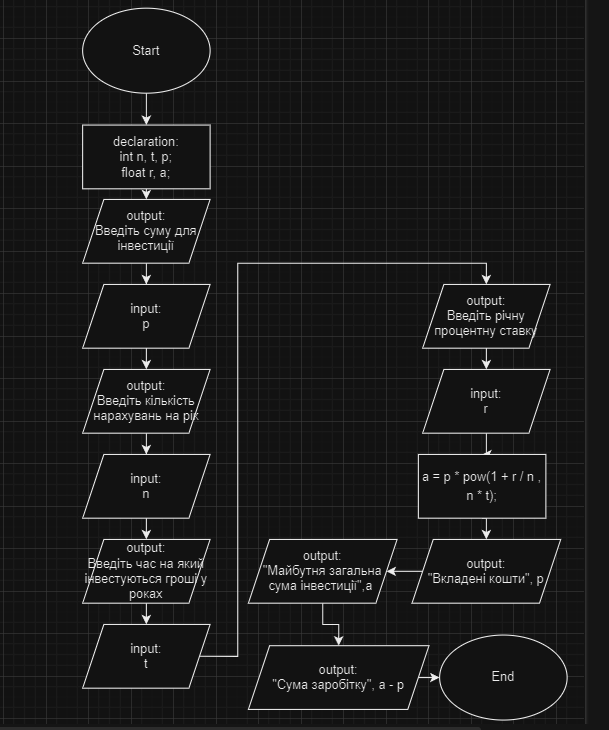 Start
declaration:
int n, t, p;
float r, a;
output:
Введіть суму для
інвестиції
input:
p
output:
Введіть кількість
нарахувань на рік
input:
n
output:
Введіть час на який
інвестуються гроші у
роках
input:
t
output:
Введіть річну
процентну ставку
input:
r
a = p * pow(1 + r / n ,
n * t);
output:
"Вкладені кошти", p
output:
"Майбутня загальна
сума інвестиції",a
output:
"Сума заробітку", a - p
End